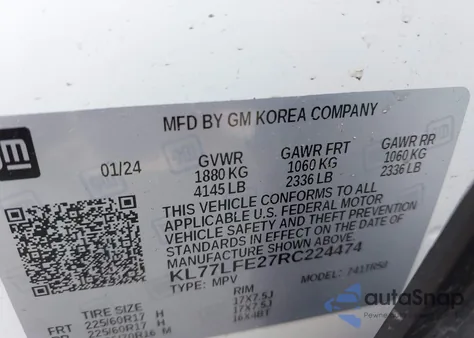 MFD BY GM KOREA COMPANY
gm
01/24
GVWR GAWR FRT GAWR RR
1880 KG 1060 KG 1060 KG
4145 LB 2336 LB 2336 LB
THIS VEHICLE CONFORMS TO ALL
APPLICABLE U.S. FEDERAL MOTOR
VEHICLE SAFETY AND THEFT PREVENTION
STANDARDS IN EFFECT ON THE DATE OF
MANUFACTURE SHOWN ABOVE.
KL77LFE27RC224474
TYPE: MPV MODEL: 741TR58
TIRE SIZE RIM
FRT 225/60R17 H 17X7.5J
RR 225/60R17 H 17X7.5J
M 16X4BT
autoSnap